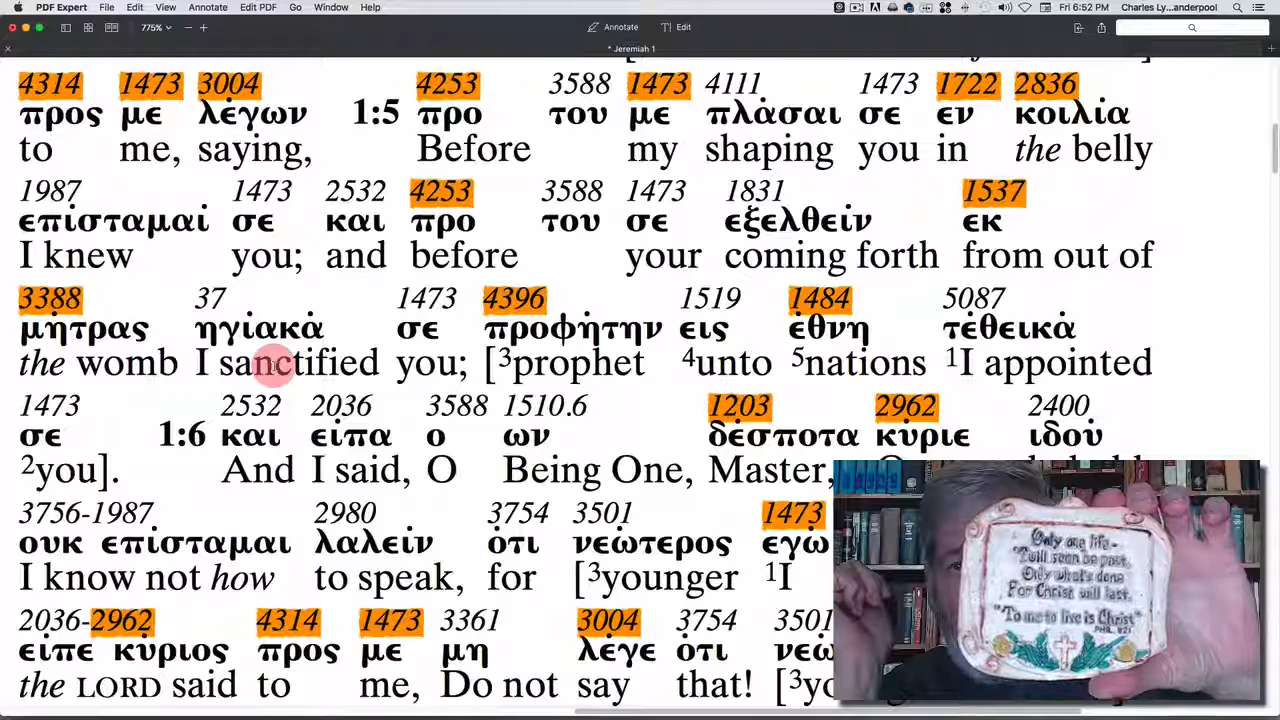 PDF Expert File Edit View Annotate Edit PDF Go Window Help Fri 6:52 PM Charles Ly...anderpool
775% Annotate Edit
* Jeremiah 1
4314 1473 3004 4253 3588 1473 4111 1473 1722 2836
προς με λέγων 1:5 προ του με πλάσαι σε εν κοιλία
to me, saying, Before my shaping you in the belly
1987 1473 2532 4253 3588 1473 1831 1537
επίσταμαί σε και προ του σε εξελθείν εκ
I knew you; and before your coming forth from out of
3388 37 1473 4396 1519 1484 5087
μήτρας ηγίακά σε προφήτην εις έθνη τέθεικά
the womb I sanctified you; [³prophet ⁴unto ⁵nations ¹I appointed
1473 2532 2036 3588 1510.6 1203 2962 2400
σε 1:6 και είπα ο ων δέσποτα κύριε ιδού
²you]. And I said, O Being One, Master,
3756-1987 2980 3754 3501 1473
ουκ επίσταμαι λαλείν ότι νεώτερος εγώ
I know not how to speak, for [³younger ¹I
2036-2962 4314 1473 3361 3004 3754 3501
είπε κύριος προς με μη λέγε ότι νεώ
the LORD said to me, Do not say that! [³yo
Only one life–
'Twill soon be past,
Only what's done
For Christ will last.
"To me to live is Christ"
PHIL. 1:21